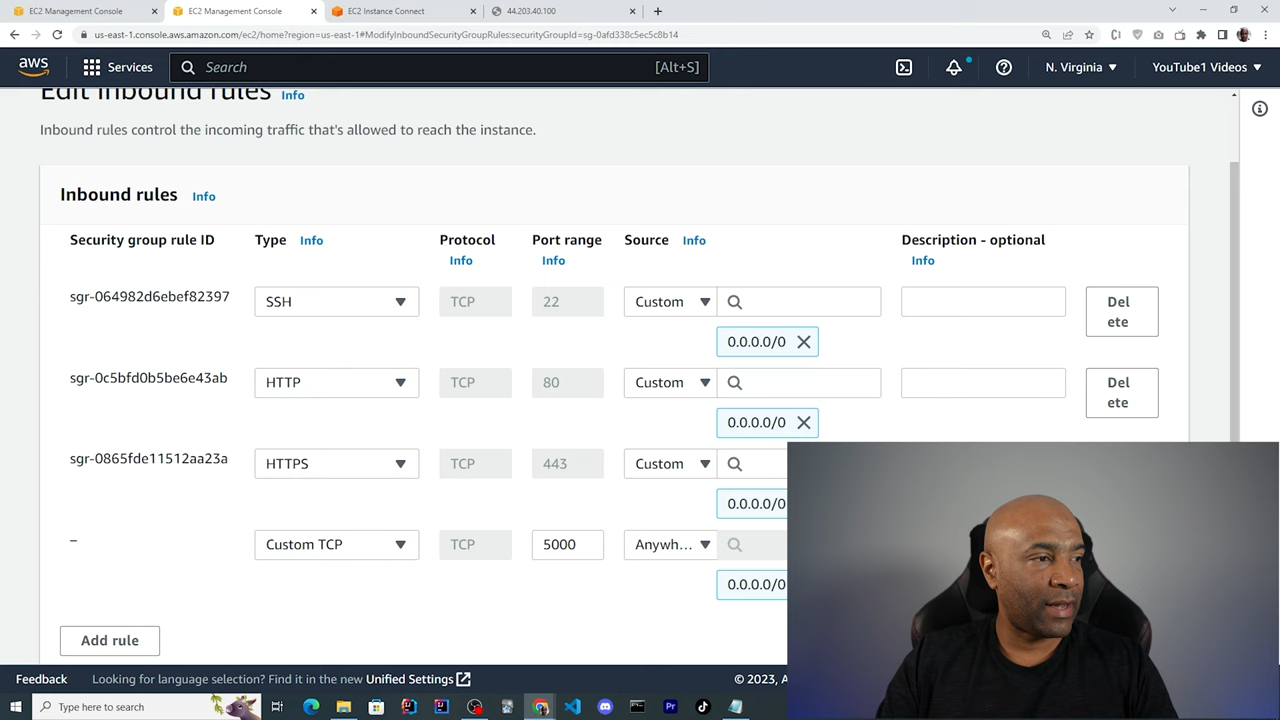 EC2 Management Console
EC2 Management Console
EC2 Instance Connect
44.203.40.100
us-east-1.console.aws.amazon.com/ec2/home?region=us-east-1#ModifyInboundSecurityGroupRules:securityGroupId=sg-0afd338c5ec5c8b14
aws
Services
Search
[Alt+S]
N. Virginia
YouTube1 Videos
Edit inbound rules
Info
Inbound rules control the incoming traffic that's allowed to reach the instance.
Inbound rules
Info
Security group rule ID
Type
Info
Protocol
Info
Port range
Info
Source
Info
Description - optional
Info
sgr-064982d6ebef82397
SSH
TCP
22
Custom
Del
ete
0.0.0.0/0
sgr-0c5bfd0b5be6e43ab
HTTP
TCP
80
Custom
Del
ete
0.0.0.0/0
sgr-0865fde11512aa23a
HTTPS
TCP
443
Custom
0.0.0.0/0
–
Custom TCP
TCP
5000
Anywh...
0.0.0.0/0
Add rule
Feedback
Looking for language selection? Find it in the new Unified Settings
© 2023, A
Type here to search
Pr